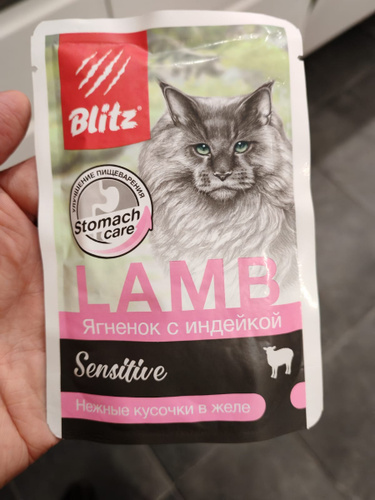 Blitz®
УЛУЧШЕНИЕ ПИЩЕВАРЕНИЯ
Stomach
care
LAMB
Ягненок с индейкой
Sensitive
Нежные кусочки в желе